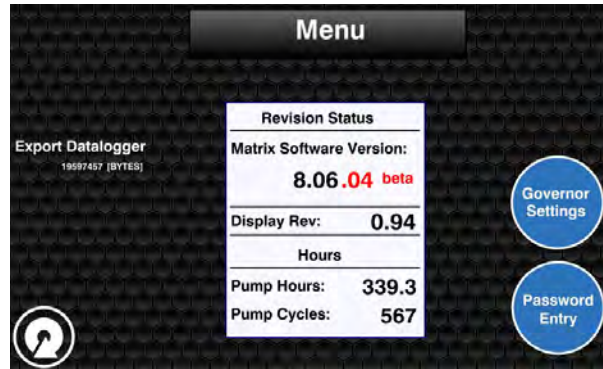 Menu
Export Datalogger
19597457 [BYTES]
Revision Status
Matrix Software Version:
8.06.04 beta
Display Rev: 0.94
Hours
Pump Hours: 339.3
Pump Cycles: 567
Governor
Settings
Password
Entry